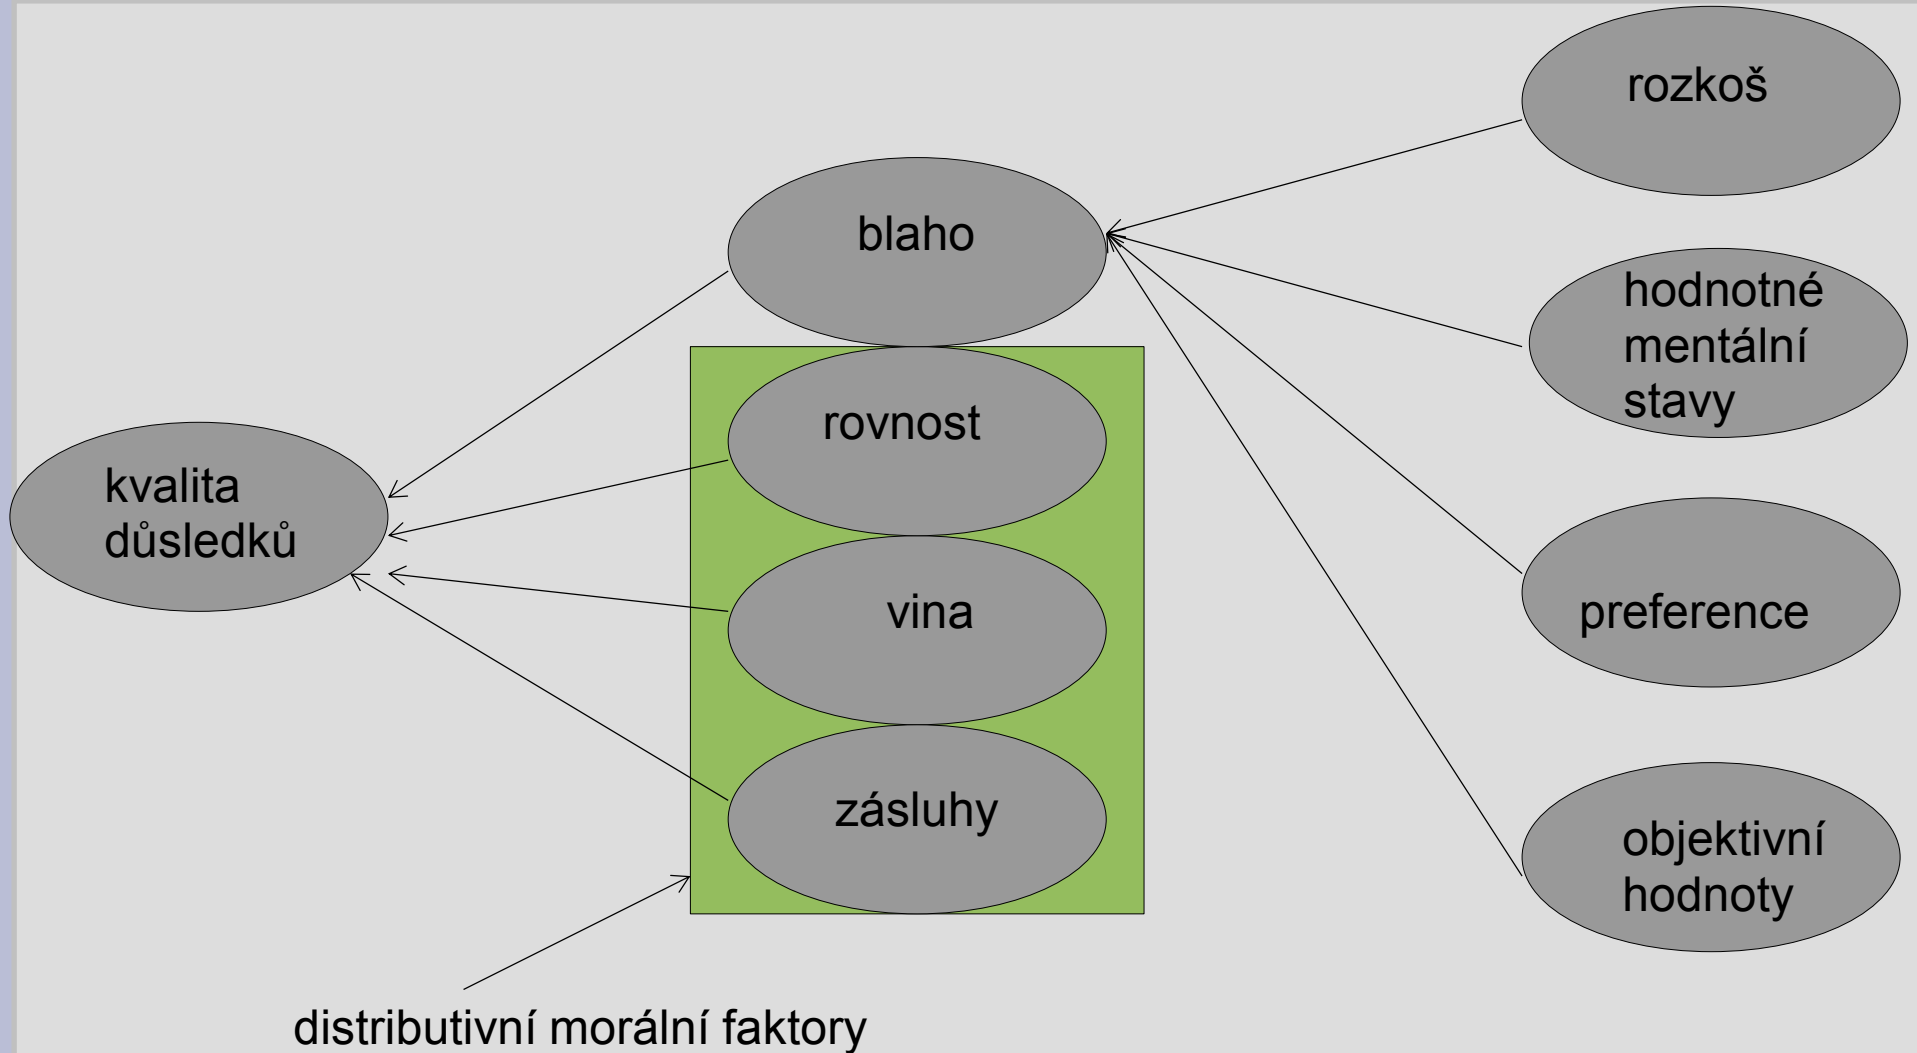 rozkoš
blaho
hodnotné
mentální
stavy
rovnost
kvalita
důsledků
vina
preference
zásluhy
objektivní
hodnoty
distributivní morální faktory